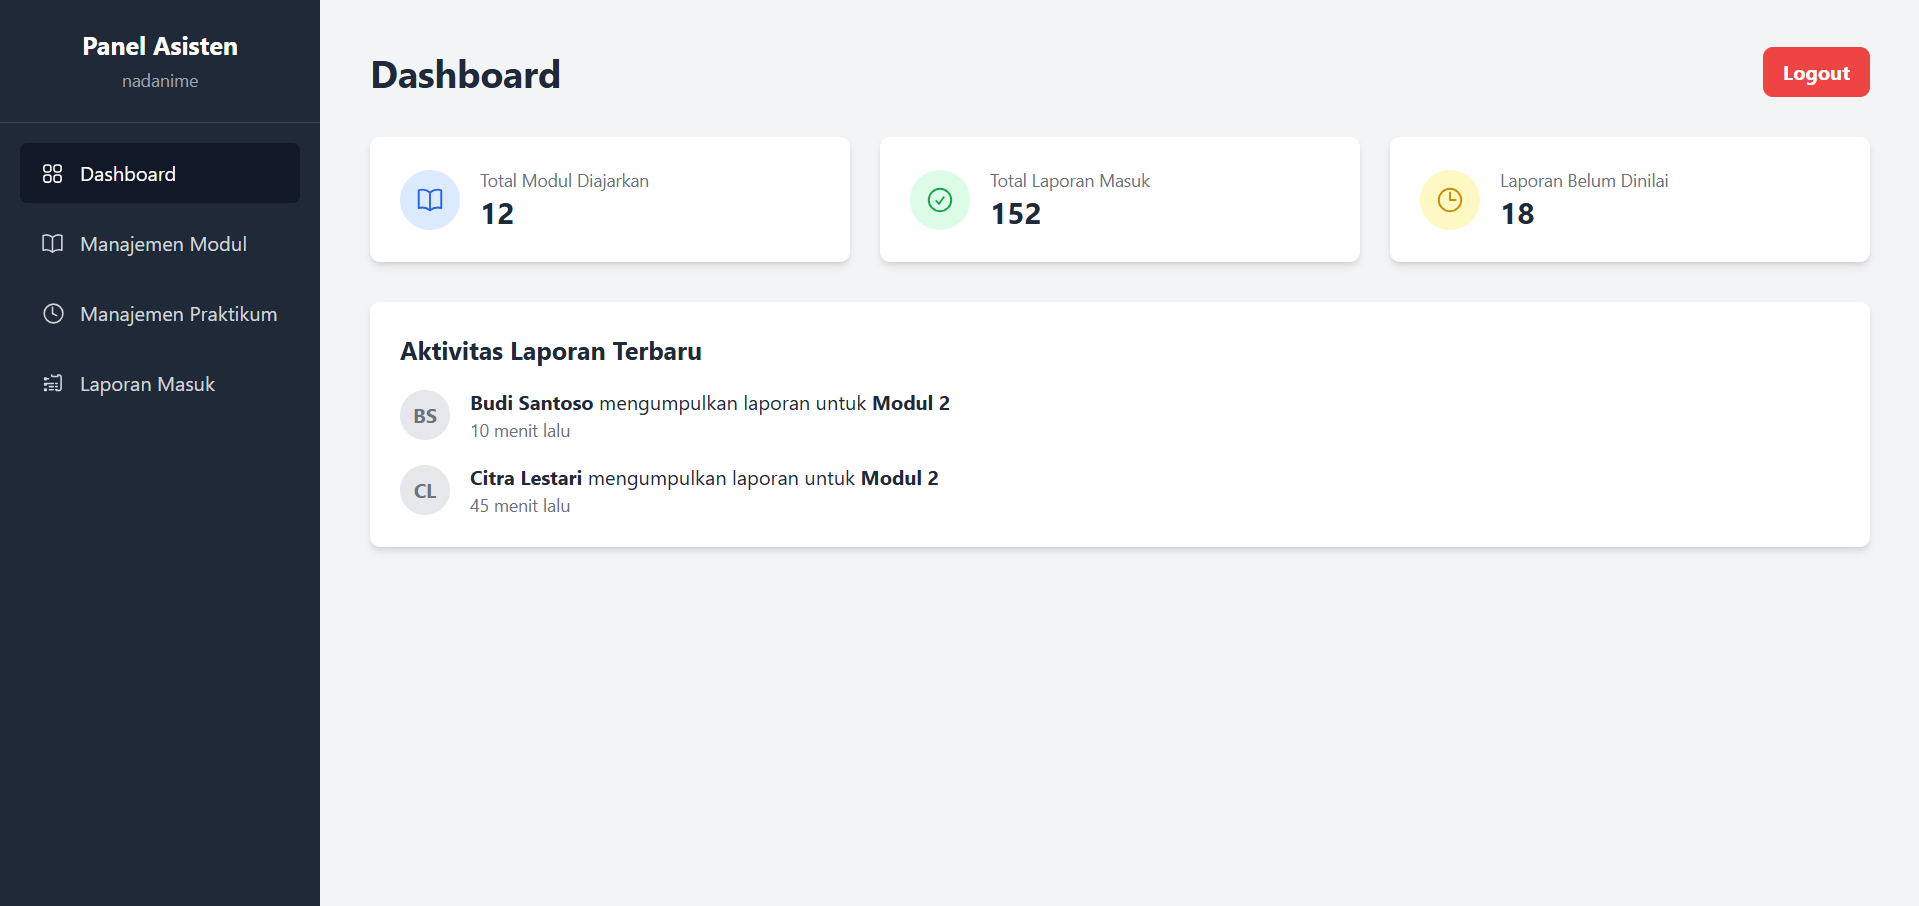 Panel Asisten
nadanime
Dashboard
Manajemen Modul
Manajemen Praktikum
Laporan Masuk
Dashboard
Logout
Total Modul Diajarkan
12
Total Laporan Masuk
152
Laporan Belum Dinilai
18
Aktivitas Laporan Terbaru
BS
Budi Santoso mengumpulkan laporan untuk Modul 2
10 menit lalu
CL
Citra Lestari mengumpulkan laporan untuk Modul 2
45 menit lalu